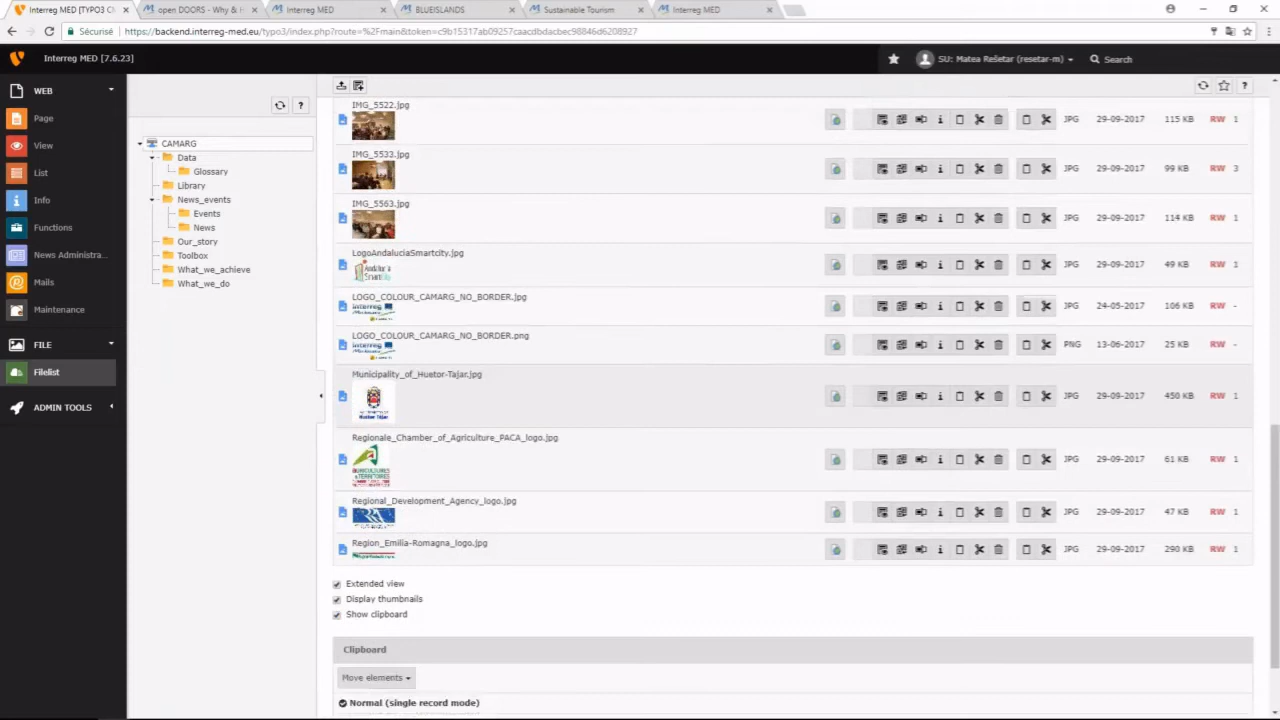 Interreg MED [TYPO3 C
open DOORS - Why & H
Interreg MED
BLUEISLANDS
Sustainable Tourism
Interreg MED
Sécurisé
https://backend.interreg-med.eu/typo3/index.php?route=%2Fmain&token=c9b15317ab09257caacdbdacbec98846d6208927
Interreg MED [7.6.23]
SU: Matea Rešetar (resetar-m)
Search
WEB
Page
View
List
Info
Functions
News Administra...
Mails
Maintenance
FILE
Filelist
ADMIN TOOLS
CAMARG
Data
Glossary
Library
News_events
Events
News
Our_story
Toolbox
What_we_achieve
What_we_do
IMG_5522.jpg
JPG 29-09-2017 115 KB RW 1
IMG_5533.jpg
JPG 29-09-2017 99 KB RW 3
IMG_5563.jpg
JPG 29-09-2017 114 KB RW 1
LogoAndaluciaSmartcity.jpg
JPG 29-09-2017 49 KB RW 1
LOGO_COLOUR_CAMARG_NO_BORDER.jpg
JPG 24-05-2017 RW
LOGO_COLOUR_CAMARG_NO_BORDER.png
PNG KB RW
Municipality_of_Huetor-Tajar.jpg
JPG 29-09-2017 450 KB RW 1
Regionale_Chamber_of_Agriculture_PACA_logo.jpg
JPG 29-09-2017 61 KB RW 1
Regional_Development_Agency_logo.jpg
JPG 29-09-2017 47 KB RW 1
Region_Emilia-Romagna_logo.jpg
JPG 29-09-2017 290 KB RW 1
Extended view
Display thumbnails
Show clipboard
Clipboard
Move elements
Normal (single record mode)